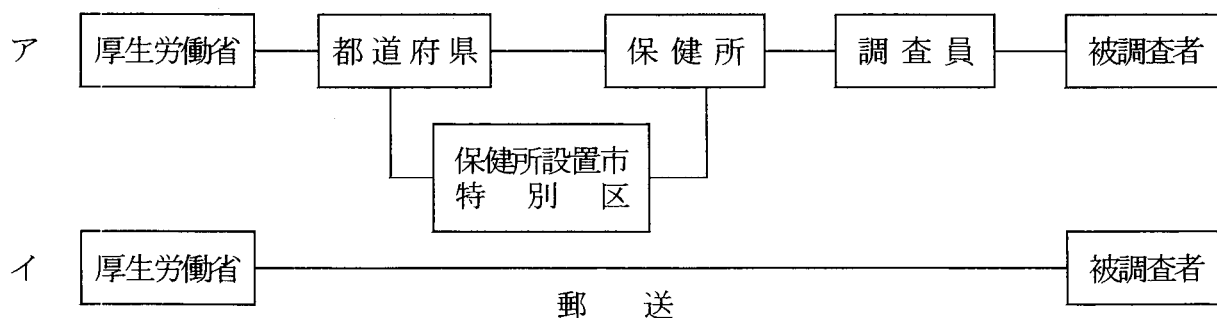 ア 厚生労働省 都道府県 保健所 調査員 被調査者
保健所設置市
特別区
イ 厚生労働省 被調査者
郵送